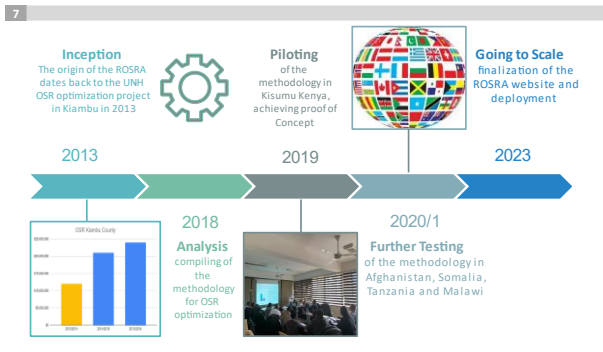 7
Inception
The origin of the ROSRA
dates back to the UNH
OSR optimization project
in Kiambu in 2013
Piloting
of the
methodology in
Kisumu Kenya,
achieving proof of
Concept
Going to Scale
finalization of the
ROSRA website and
deployment
2013
2019
2023
2018
Analysis
compiling of
the
methodology
for OSR
optimization
2020/1
Further Testing
of the methodology in
Afghanistan, Somalia,
Tanzania and Malawi
OSR Kiambu County